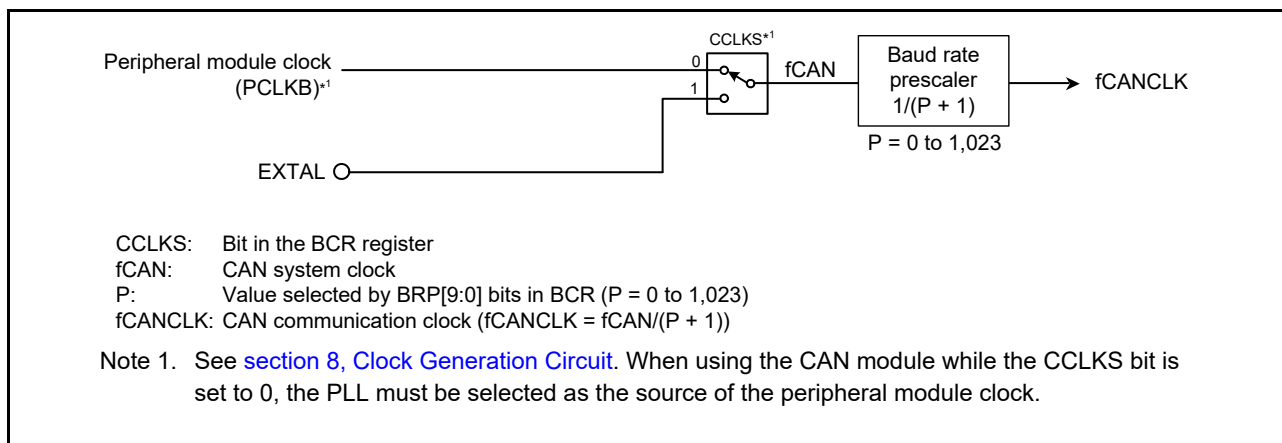 CCLKS*1
Peripheral module clock
(PCLKB)*1
0
1
fCAN
Baud rate
prescaler
1/(P + 1)
fCANCLK
P = 0 to 1,023
EXTAL
CCLKS: Bit in the BCR register
fCAN: CAN system clock
P: Value selected by BRP[9:0] bits in BCR (P = 0 to 1,023)
fCANCLK: CAN communication clock (fCANCLK = fCAN/(P + 1))
Note 1. See section 8, Clock Generation Circuit. When using the CAN module while the CCLKS bit is
set to 0, the PLL must be selected as the source of the peripheral module clock.